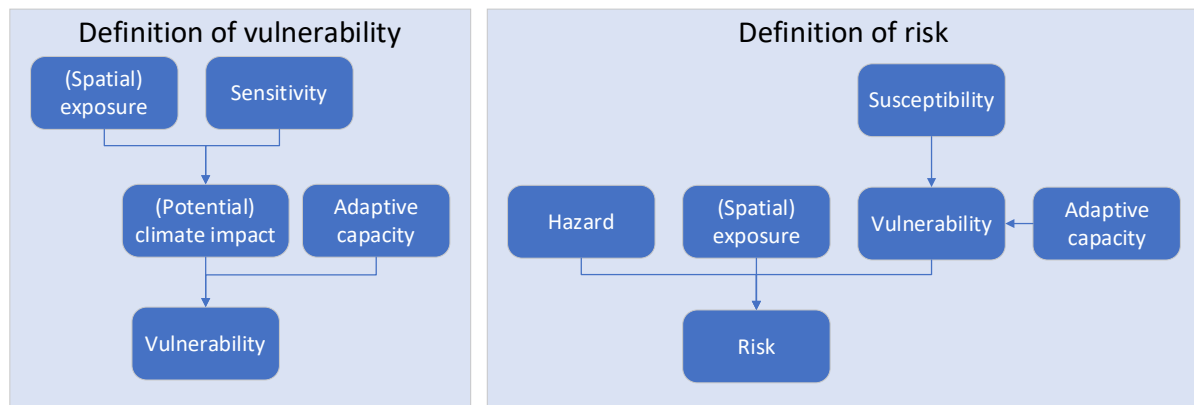 Definition of vulnerability
(Spatial)
exposure
Sensitivity
(Potential)
climate impact
Adaptive
capacity
Vulnerability
Definition of risk
Susceptibility
Hazard
(Spatial)
exposure
Vulnerability
Adaptive
capacity
Risk